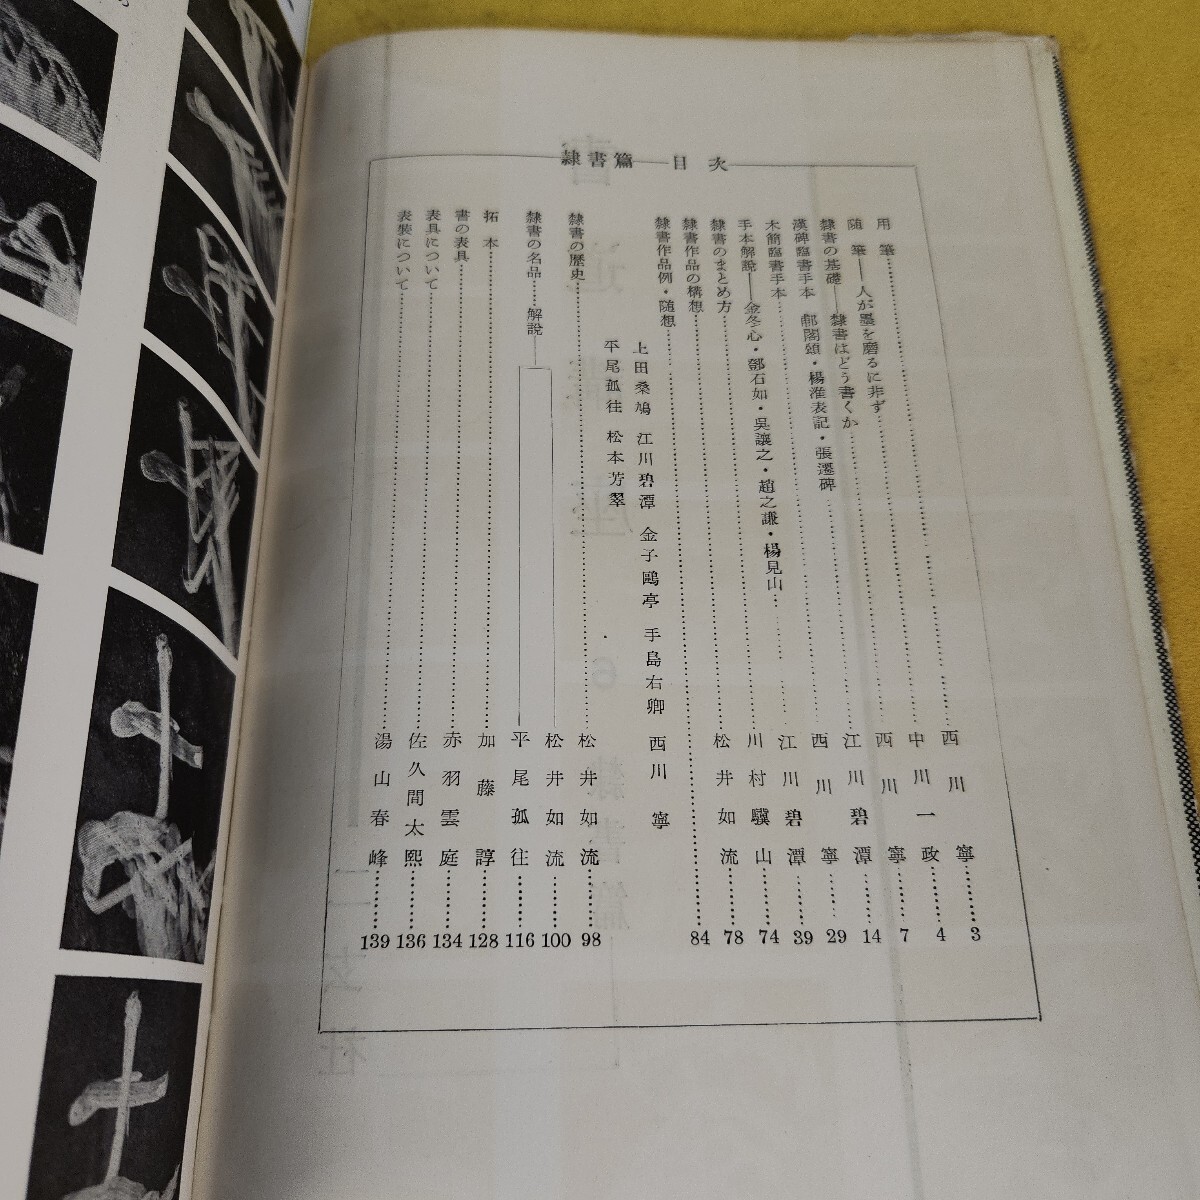 隷書篇──目次
用筆……西川寧……3
随筆──人が墨を磨るに非ず……中川一政……4
隷書の基礎──隷書はどう書くか……西川寧……7
漢碑臨書手本 郙閣頌・楊淮表記・張遷碑……江川碧潭……14
木簡臨書手本……西川寧……29
手本解説──金冬心・鄧石如・呉讓之・趙之謙・楊見山……江川碧潭……39
隷書のまとめ方……川村驥山……74
隷書作品の構想……松井如流……78
隷書作品例・随想……84
上田桑鳩 江川碧潭 金子鷗亭 手島右卿 西川寧
平尾孤往 松本芳翠
隷書の歴史……松井如流……98
隷書の名品……解説──松井如流……100
平尾孤往……116
拓本……加藤諄……128
書の表具……赤羽雲庭……134
表具について……佐久間太熙……136
表装について……湯山春峰……139